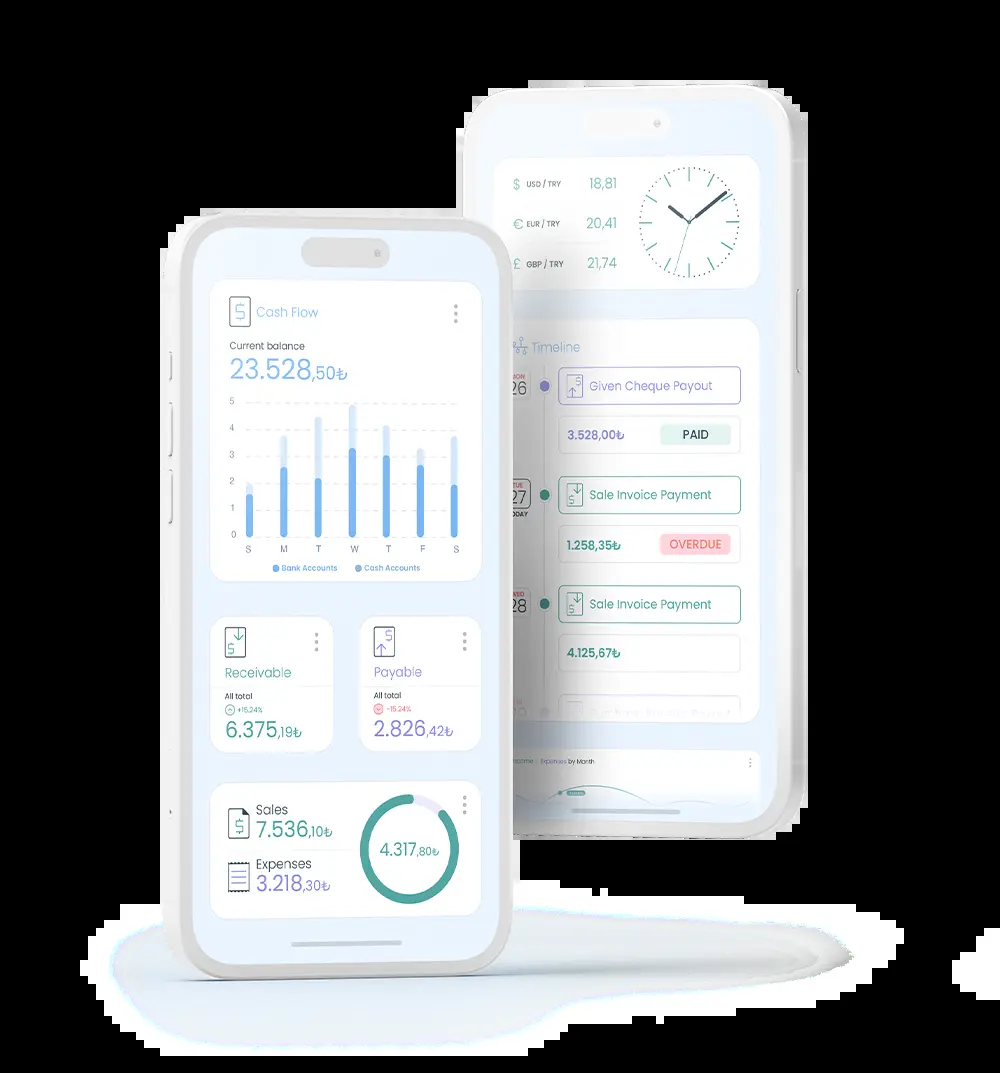 Cash Flow
Current balance
23.528,50₺
5
4
3
2
1
0
S M T W T F S
Bank Accounts Cash Accounts
Receivable
All total
+15.24%
6.375,19₺
Payable
All total
-15.24%
2.826,42₺
Sales
7.536,10₺
Expenses
3.218,30₺
4.317,80₺
$ USD / TRY 18,81
€ EUR / TRY 20,41
£ GBP / TRY 21,74
Timeline
26
Given Cheque Payout
3.528,00₺ PAID
TUE
27
Sale Invoice Payment
1.258,35₺ OVERDUE
WED
28
Sale Invoice Payment
4.125,67₺
Expenses by Month